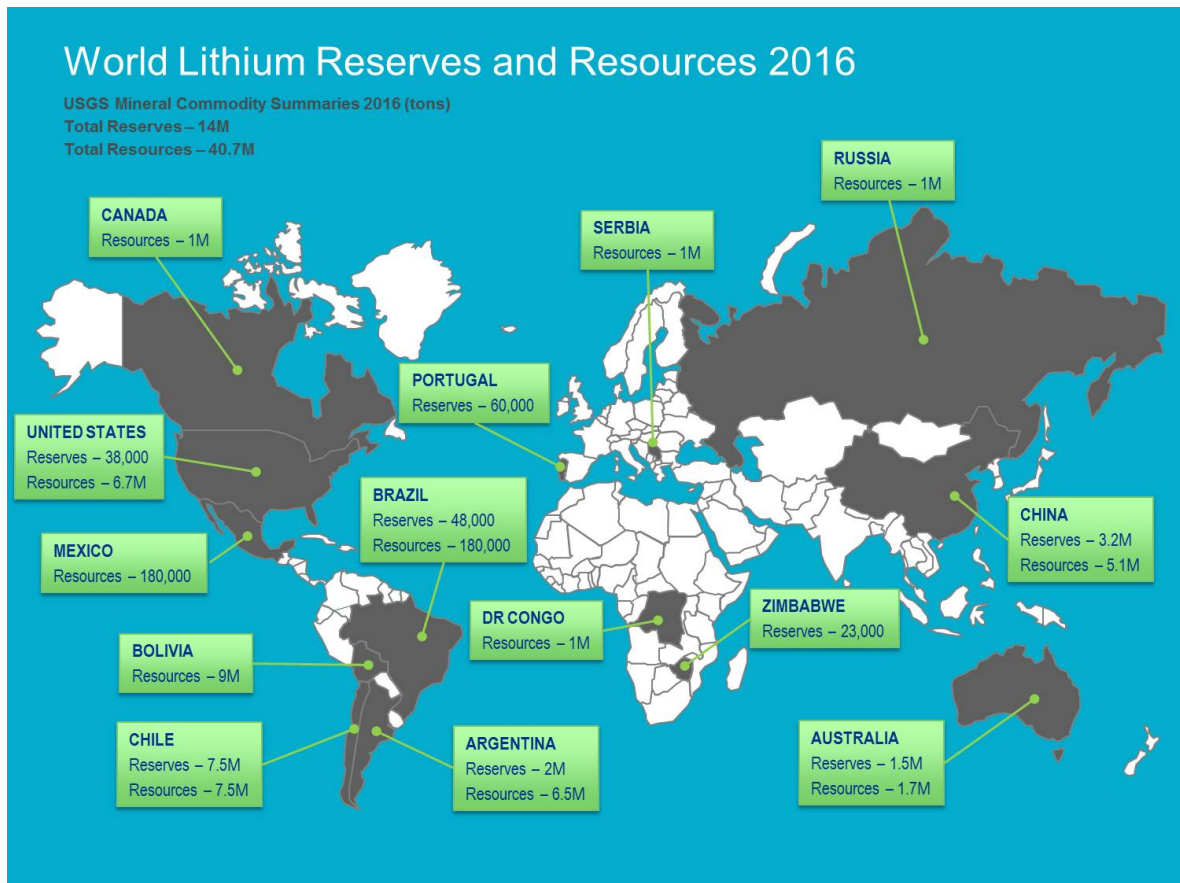 World Lithium Reserves and Resources 2016
USGS Mineral Commodity Summaries 2016 (tons)
Total Reserves – 14M
Total Resources – 40.7M
RUSSIA
Resources – 1M
CANADA
Resources – 1M
SERBIA
Resources – 1M
PORTUGAL
Reserves – 60,000
UNITED STATES
Reserves – 38,000
Resources – 6.7M
BRAZIL
Reserves – 48,000
Resources – 180,000
CHINA
Reserves – 3.2M
Resources – 5.1M
MEXICO
Resources – 180,000
DR CONGO
Resources – 1M
ZIMBABWE
Reserves – 23,000
BOLIVIA
Resources – 9M
CHILE
Reserves – 7.5M
Resources – 7.5M
ARGENTINA
Reserves – 2M
Resources – 6.5M
AUSTRALIA
Reserves – 1.5M
Resources – 1.7M